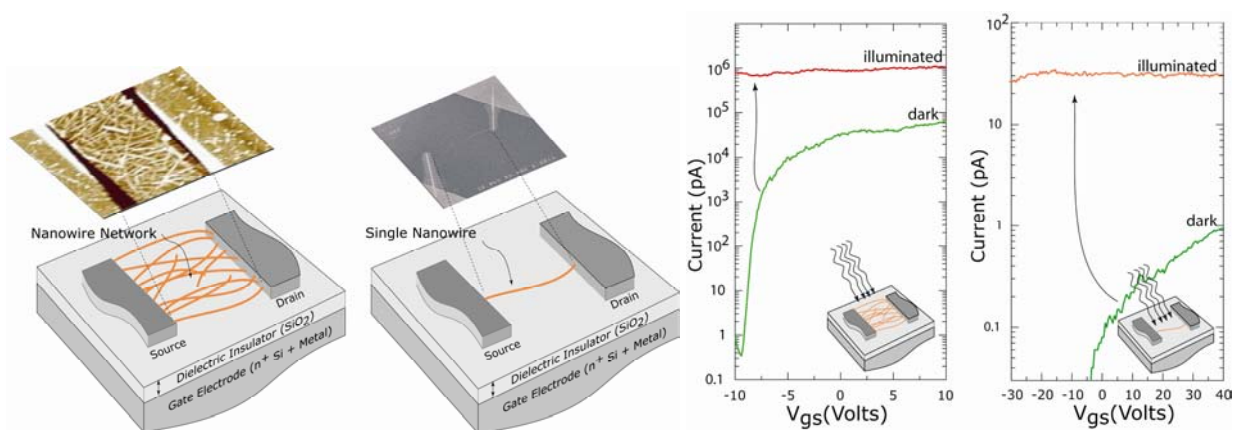 Nanowire Network
Source
Drain
Dielectric Insulator (SiO2)
Gate Electrode (n+ Si + Metal)
Single Nanowire
Source
Drain
Dielectric Insulator (SiO2)
Gate Electrode (n+ Si + Metal)
Current (pA)
10^6
10^5
10^4
10^3
10^2
10
1
0.1
illuminated
dark
-10
-5
0
5
10
Vgs(Volts)
Current (pA)
10^2
10
1
0.1
illuminated
dark
-30
-20
-10
0
10
20
30
40
Vgs(Volts)